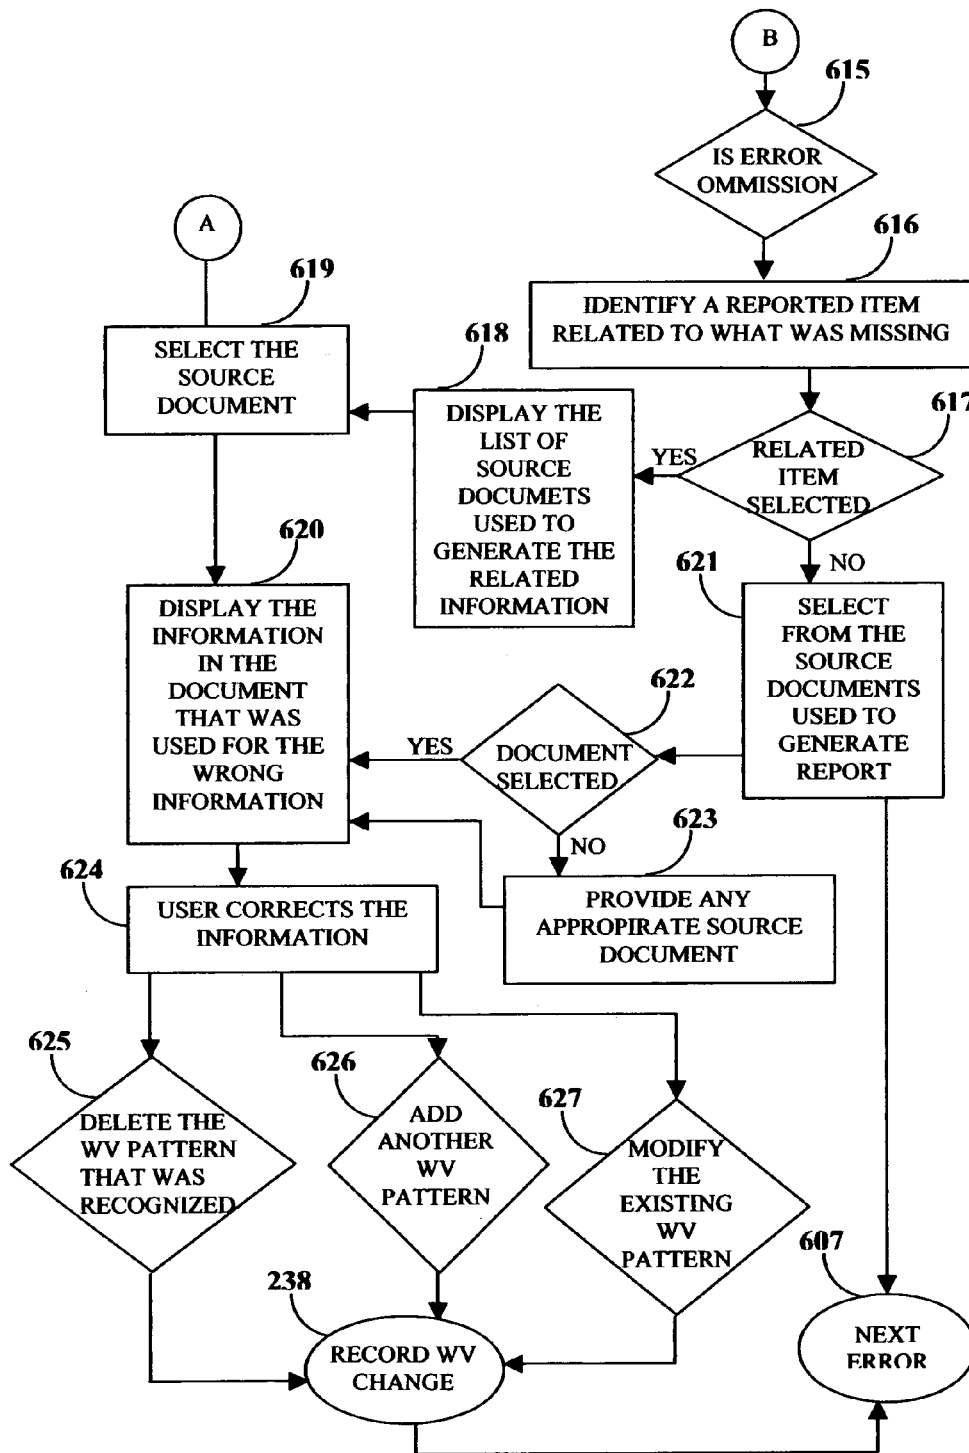 B
615
IS ERROR
OMMISSION
A
616
619
IDENTIFY A REPORTED ITEM
RELATED TO WHAT WAS MISSING
618
SELECT THE
SOURCE
DOCUMENT
617
DISPLAY THE
LIST OF
SOURCE
DOCUMETS
USED TO
GENERATE THE
RELATED
INFORMATION
YES
RELATED
ITEM
SELECTED
620
NO
621
DISPLAY THE
INFORMATION
IN THE
DOCUMENT
THAT WAS
USED FOR THE
WRONG
INFORMATION
SELECT
FROM THE
SOURCE
DOCUMENTS
USED TO
GENERATE
REPORT
622
YES
DOCUMENT
SELECTED
623
NO
624
USER CORRECTS THE
INFORMATION
PROVIDE ANY
APPROPIRATE SOURCE
DOCUMENT
625
626
627
DELETE THE
WV PATTERN
THAT WAS
RECOGNIZED
ADD
ANOTHER
WV
PATTERN
MODIFY
THE
EXISTING
WV
PATTERN
607
238
RECORD WV
CHANGE
NEXT
ERROR